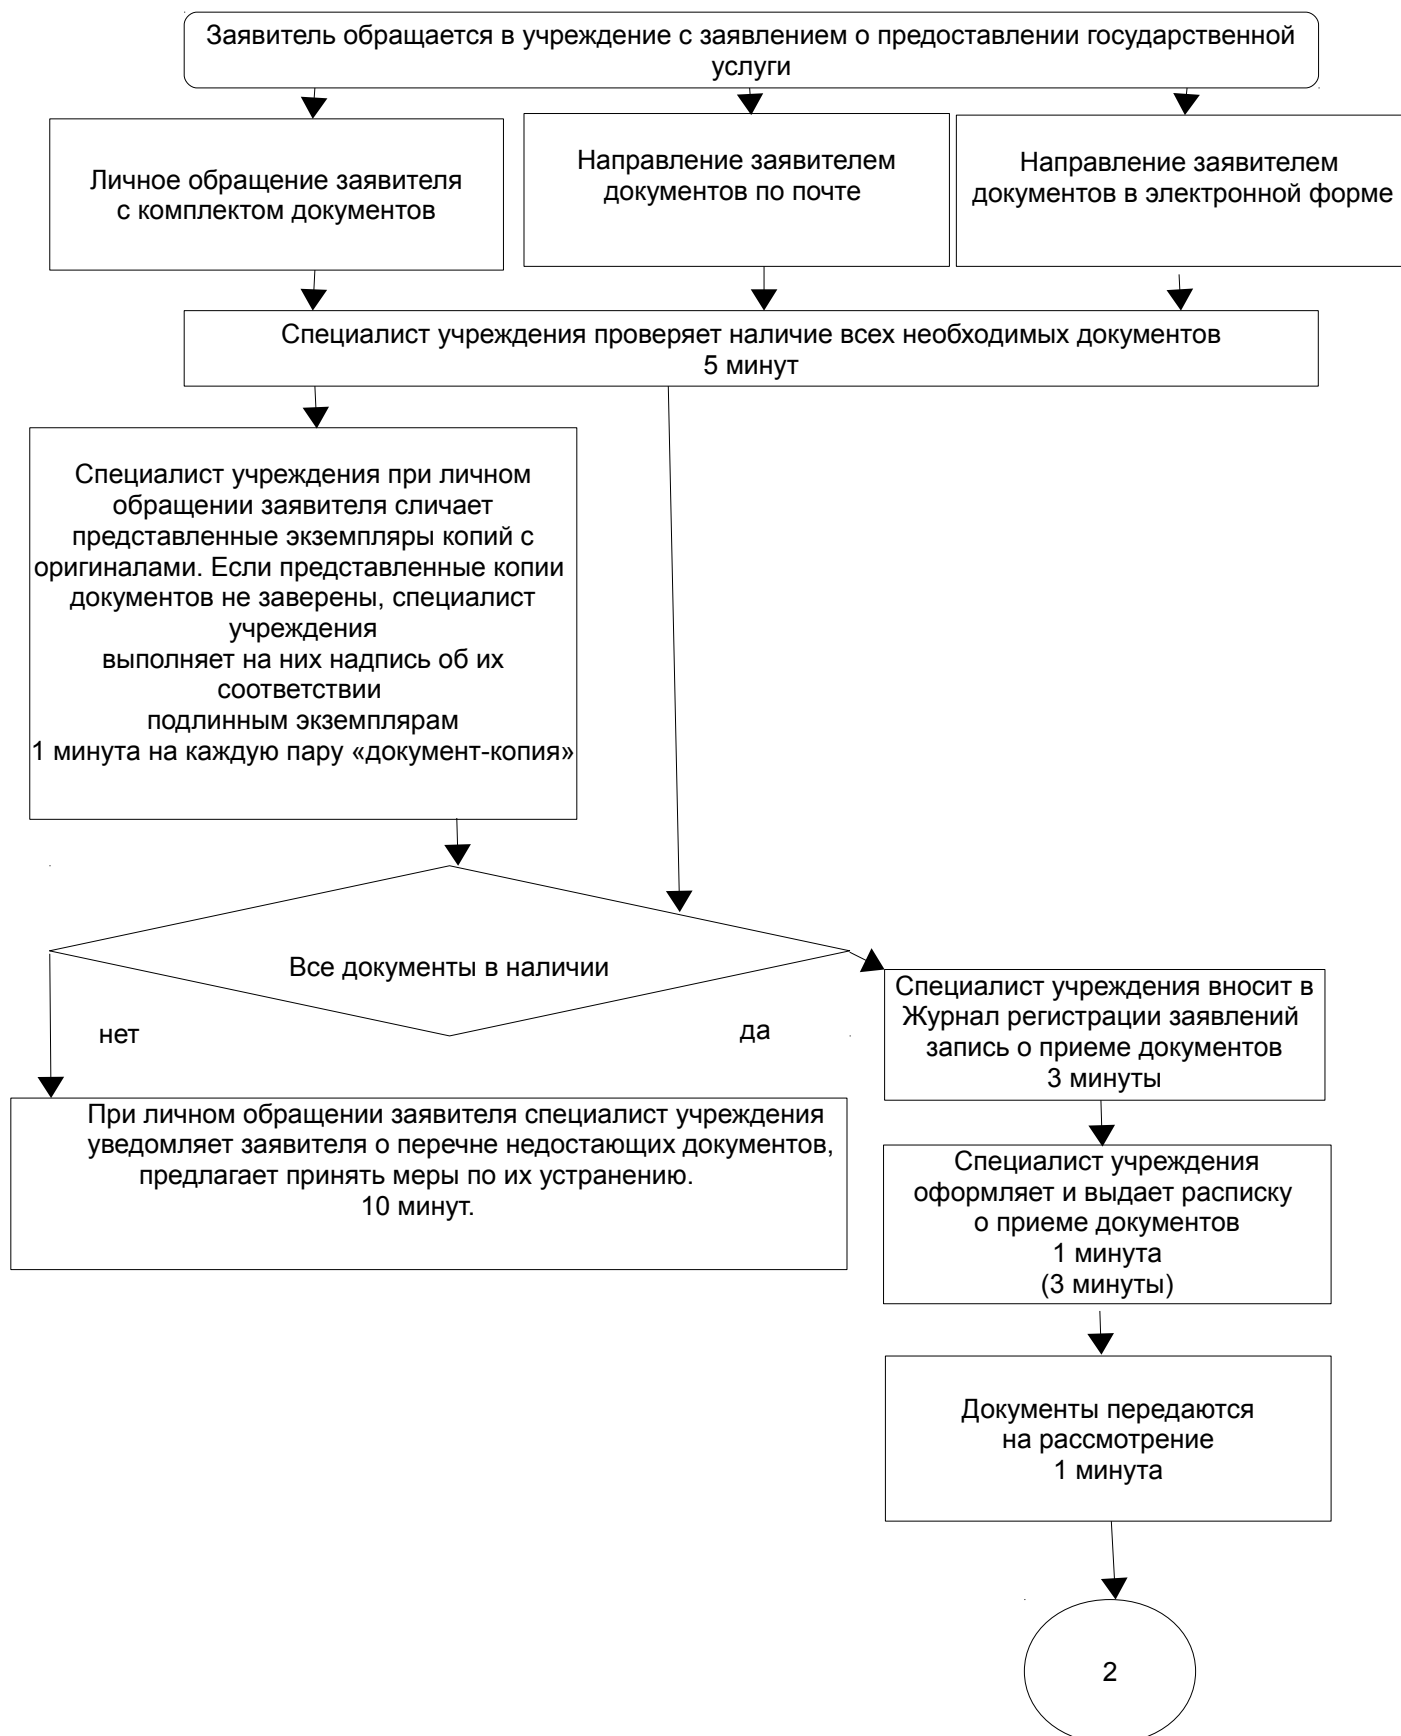 Заявитель обращается в учреждение с заявлением о предоставлении государственной
услуги
Личное обращение заявителя
с комплектом документов
Направление заявителем
документов по почте
Направление заявителем
документов в электронной форме
Специалист учреждения проверяет наличие всех необходимых документов
5 минут
Специалист учреждения при личном
обращении заявителя сличает
представленные экземпляры копий с
оригиналами. Если представленные копии
документов не заверены, специалист
учреждения
выполняет на них надпись об их
соответствии
подлинным экземплярам
1 минута на каждую пару «документ-копия»
Все документы в наличии
нет
да
Специалист учреждения вносит в
Журнал регистрации заявлений
запись о приеме документов
3 минуты
При личном обращении заявителя специалист учреждения
уведомляет заявителя о перечне недостающих документов,
предлагает принять меры по их устранению.
10 минут.
Специалист учреждения
оформляет и выдает расписку
о приеме документов
1 минута
(3 минуты)
Документы передаются
на рассмотрение
1 минута
2